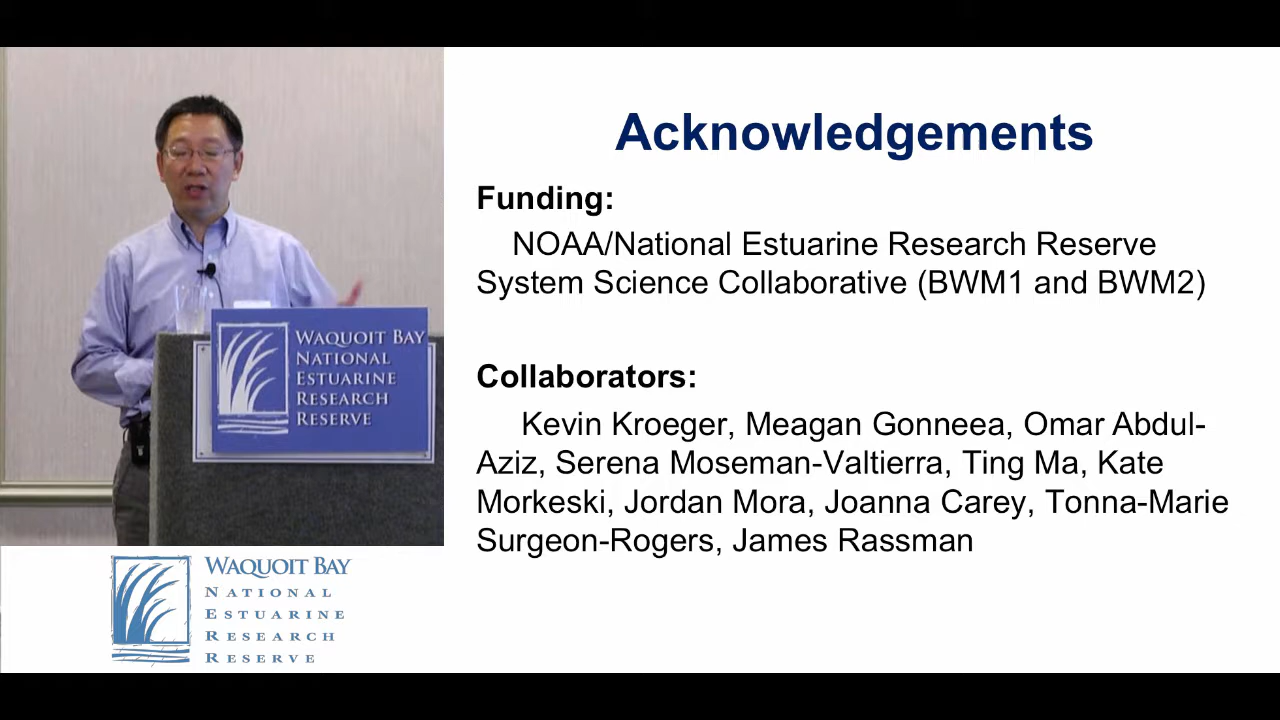 Acknowledgements
Funding:
NOAA/National Estuarine Research Reserve
System Science Collaborative (BWM1 and BWM2)
Collaborators:
Kevin Kroeger, Meagan Gonneea, Omar Abdul-
Aziz, Serena Moseman-Valtierra, Ting Ma, Kate
Morkeski, Jordan Mora, Joanna Carey, Tonna-Marie
Surgeon-Rogers, James Rassman
WAQUOIT BAY
NATIONAL
ESTUARINE
RESEARCH
RESERVE
WAQUOIT BAY
NATIONAL
ESTUARINE
RESEARCH
RESERVE